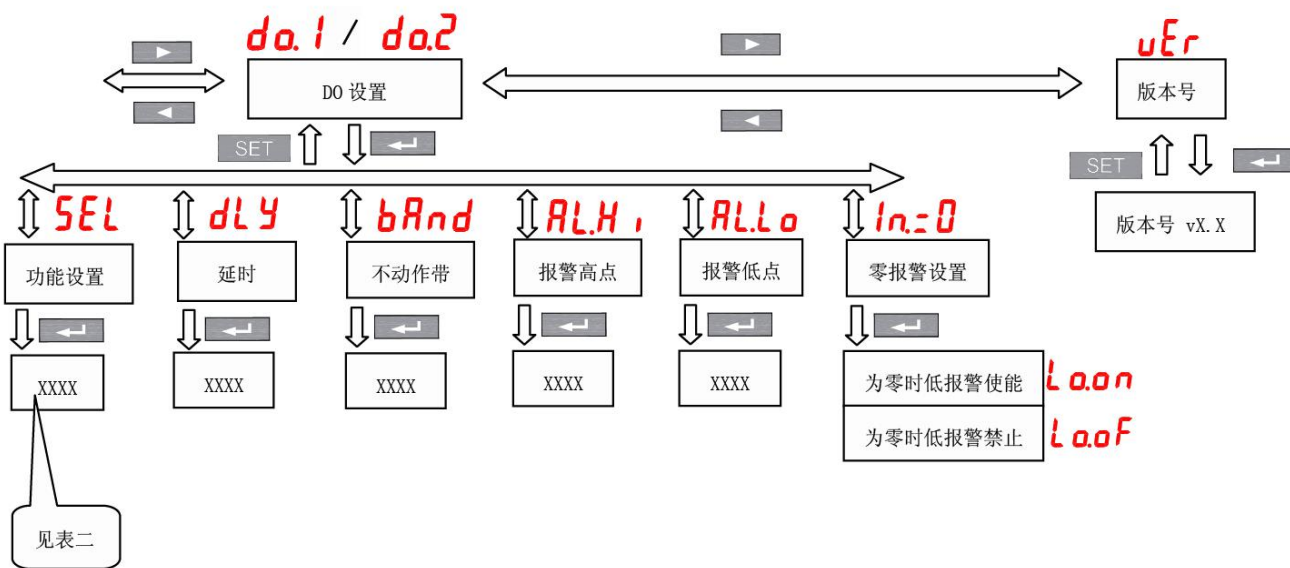 do.1 / do.2
DO 设置
SET
uEr
版本号
SET
版本号 vX.X
SEL
功能设置
XXXX
见表二
dLY
延时
XXXX
bAnd
不动作带
XXXX
AL.Hi
报警高点
XXXX
AL.Lo
报警低点
XXXX
In.=0
零报警设置
为零时低报警使能 Lo.on
为零时低报警禁止 Lo.oF